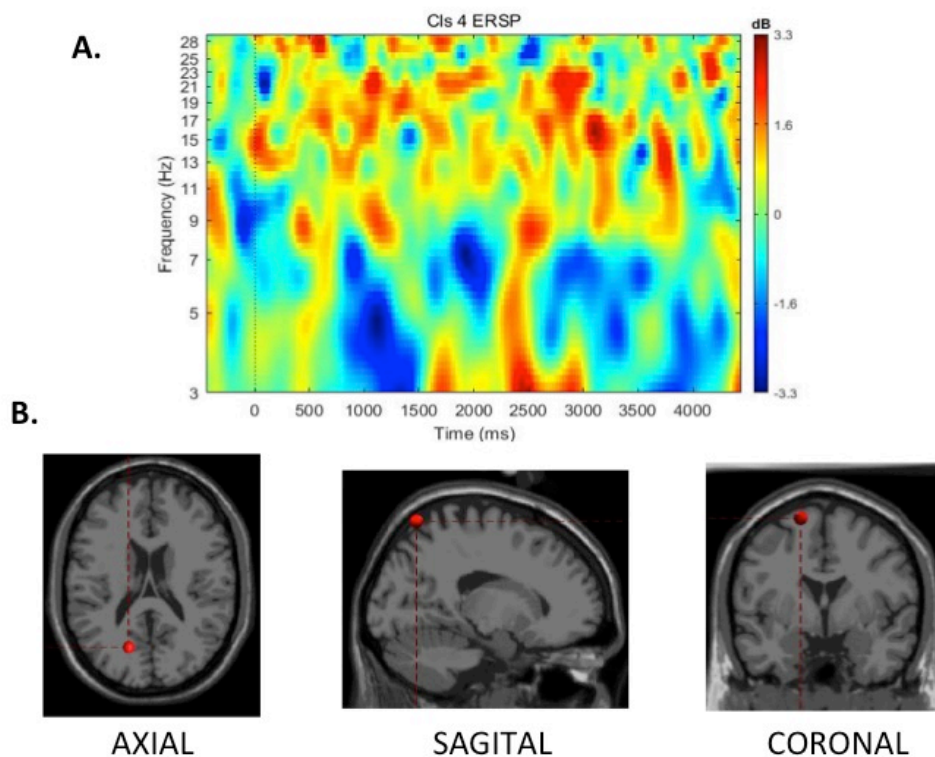 A.
Cls 4 ERSP
dB
28
25
23
21
19
17
15
13
11
9
7
5
3
Frequency (Hz)
0 500 1000 1500 2000 2500 3000 3500 4000
Time (ms)
3.3
1.6
0
-1.6
-3.3
B.
AXIAL SAGITAL CORONAL